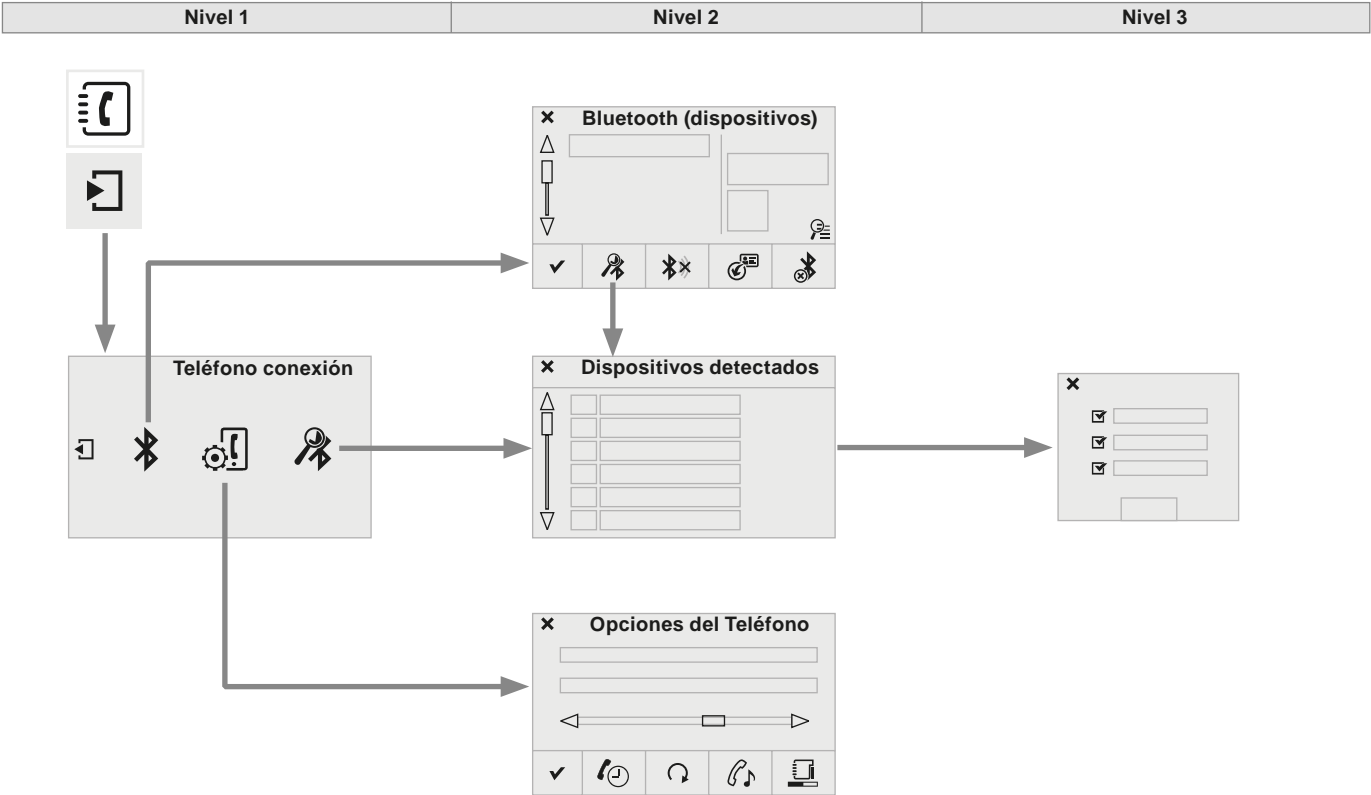 Nivel 1
Nivel 2
Nivel 3
Bluetooth (dispositivos)
Teléfono conexión
Dispositivos detectados
Opciones del Teléfono